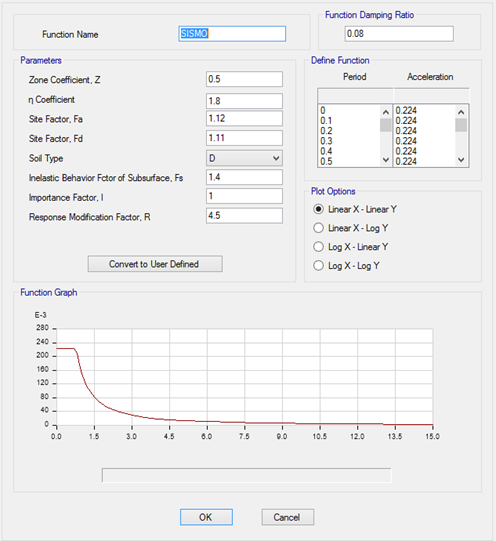 Function Name SISMO
Function Damping Ratio
0.08
Parameters
Zone Coefficient, Z 0.5
η Coefficient 1.8
Site Factor, Fa 1.12
Site Factor, Fd 1.11
Soil Type D
Inelastic Behavior Fctor of Subsurface, Fs 1.4
Importance Factor, I 1
Response Modification Factor, R 4.5
Convert to User Defined
Define Function
Period Acceleration
0 0.224
0.1 0.224
0.2 0.224
0.3 0.224
0.4 0.224
0.5 0.224
Plot Options
Linear X - Linear Y
Linear X - Log Y
Log X - Linear Y
Log X - Log Y
Function Graph
E-3
280
240
200
160
120
80
40
0
0.0 1.5 3.0 4.5 6.0 7.5 9.0 10.5 12.0 13.5 15.0
OK Cancel